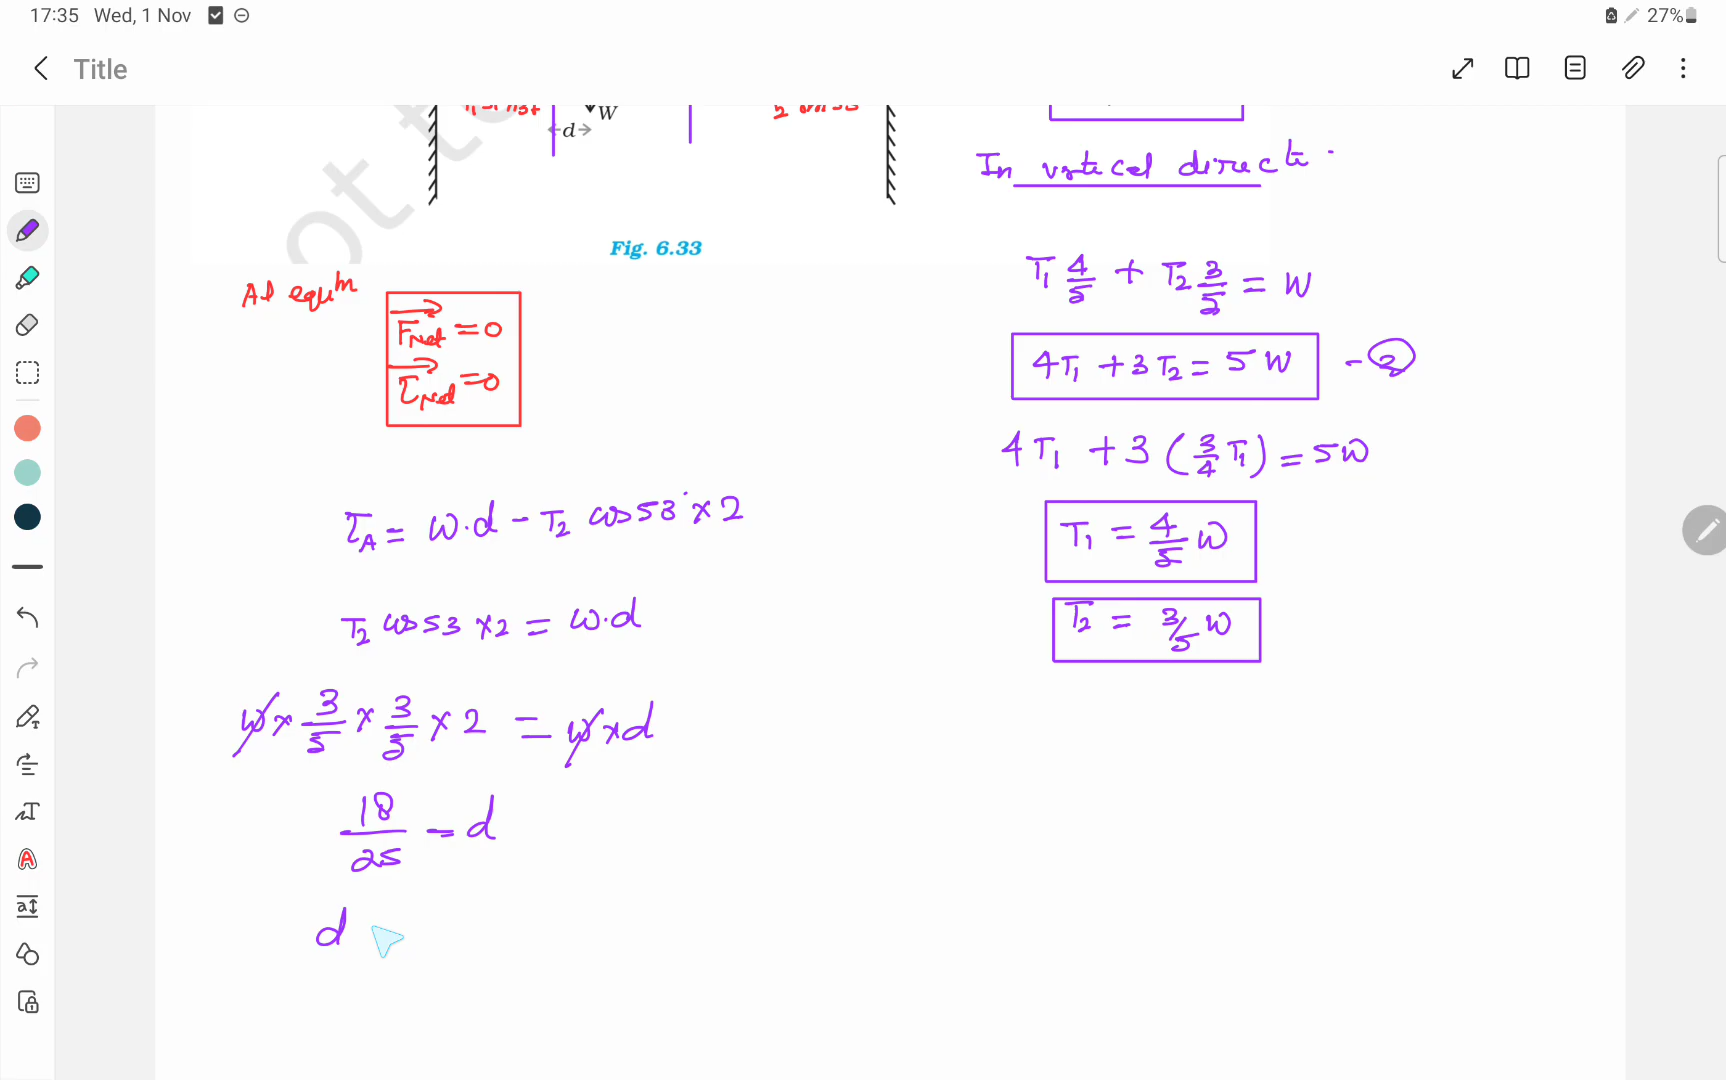 17:35 Wed, 1 Nov 27%
Title
W
d
Fig. 6.33
At equm
Fnet = 0
τnet = 0
τA = W·d - T2 cos53° × 2
T2 cos53 × 2 = W·d
W × 3/5 × 3/5 × 2 = W × d
18/25 = d
d
In vrtical directi
T1 4/5 + T2 3/5 = W
4T1 + 3T2 = 5W - 2
4T1 + 3(3/4 T1) = 5W
T1 = 4/5 W
T2 = 3/5 W